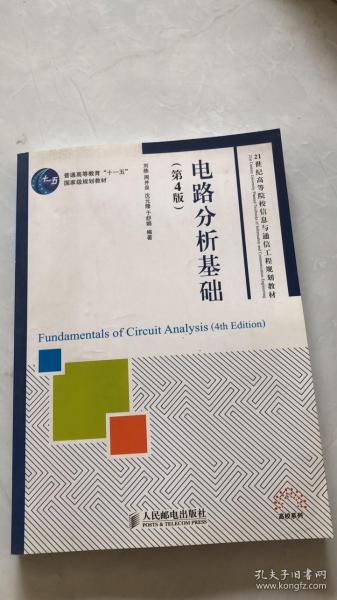 普通高等教育“十一五”
国家级规划教材
十一五
电路分析基础
(第4版)
刘陈 周井泉 沈元隆 于舒娟 编著
21世纪高等院校信息与通信工程规划教材
Fundamentals of Circuit Analysis (4th Edition)
人民邮电出版社
POSTS & TELECOM PRESS
高校系列
孔夫子旧书网